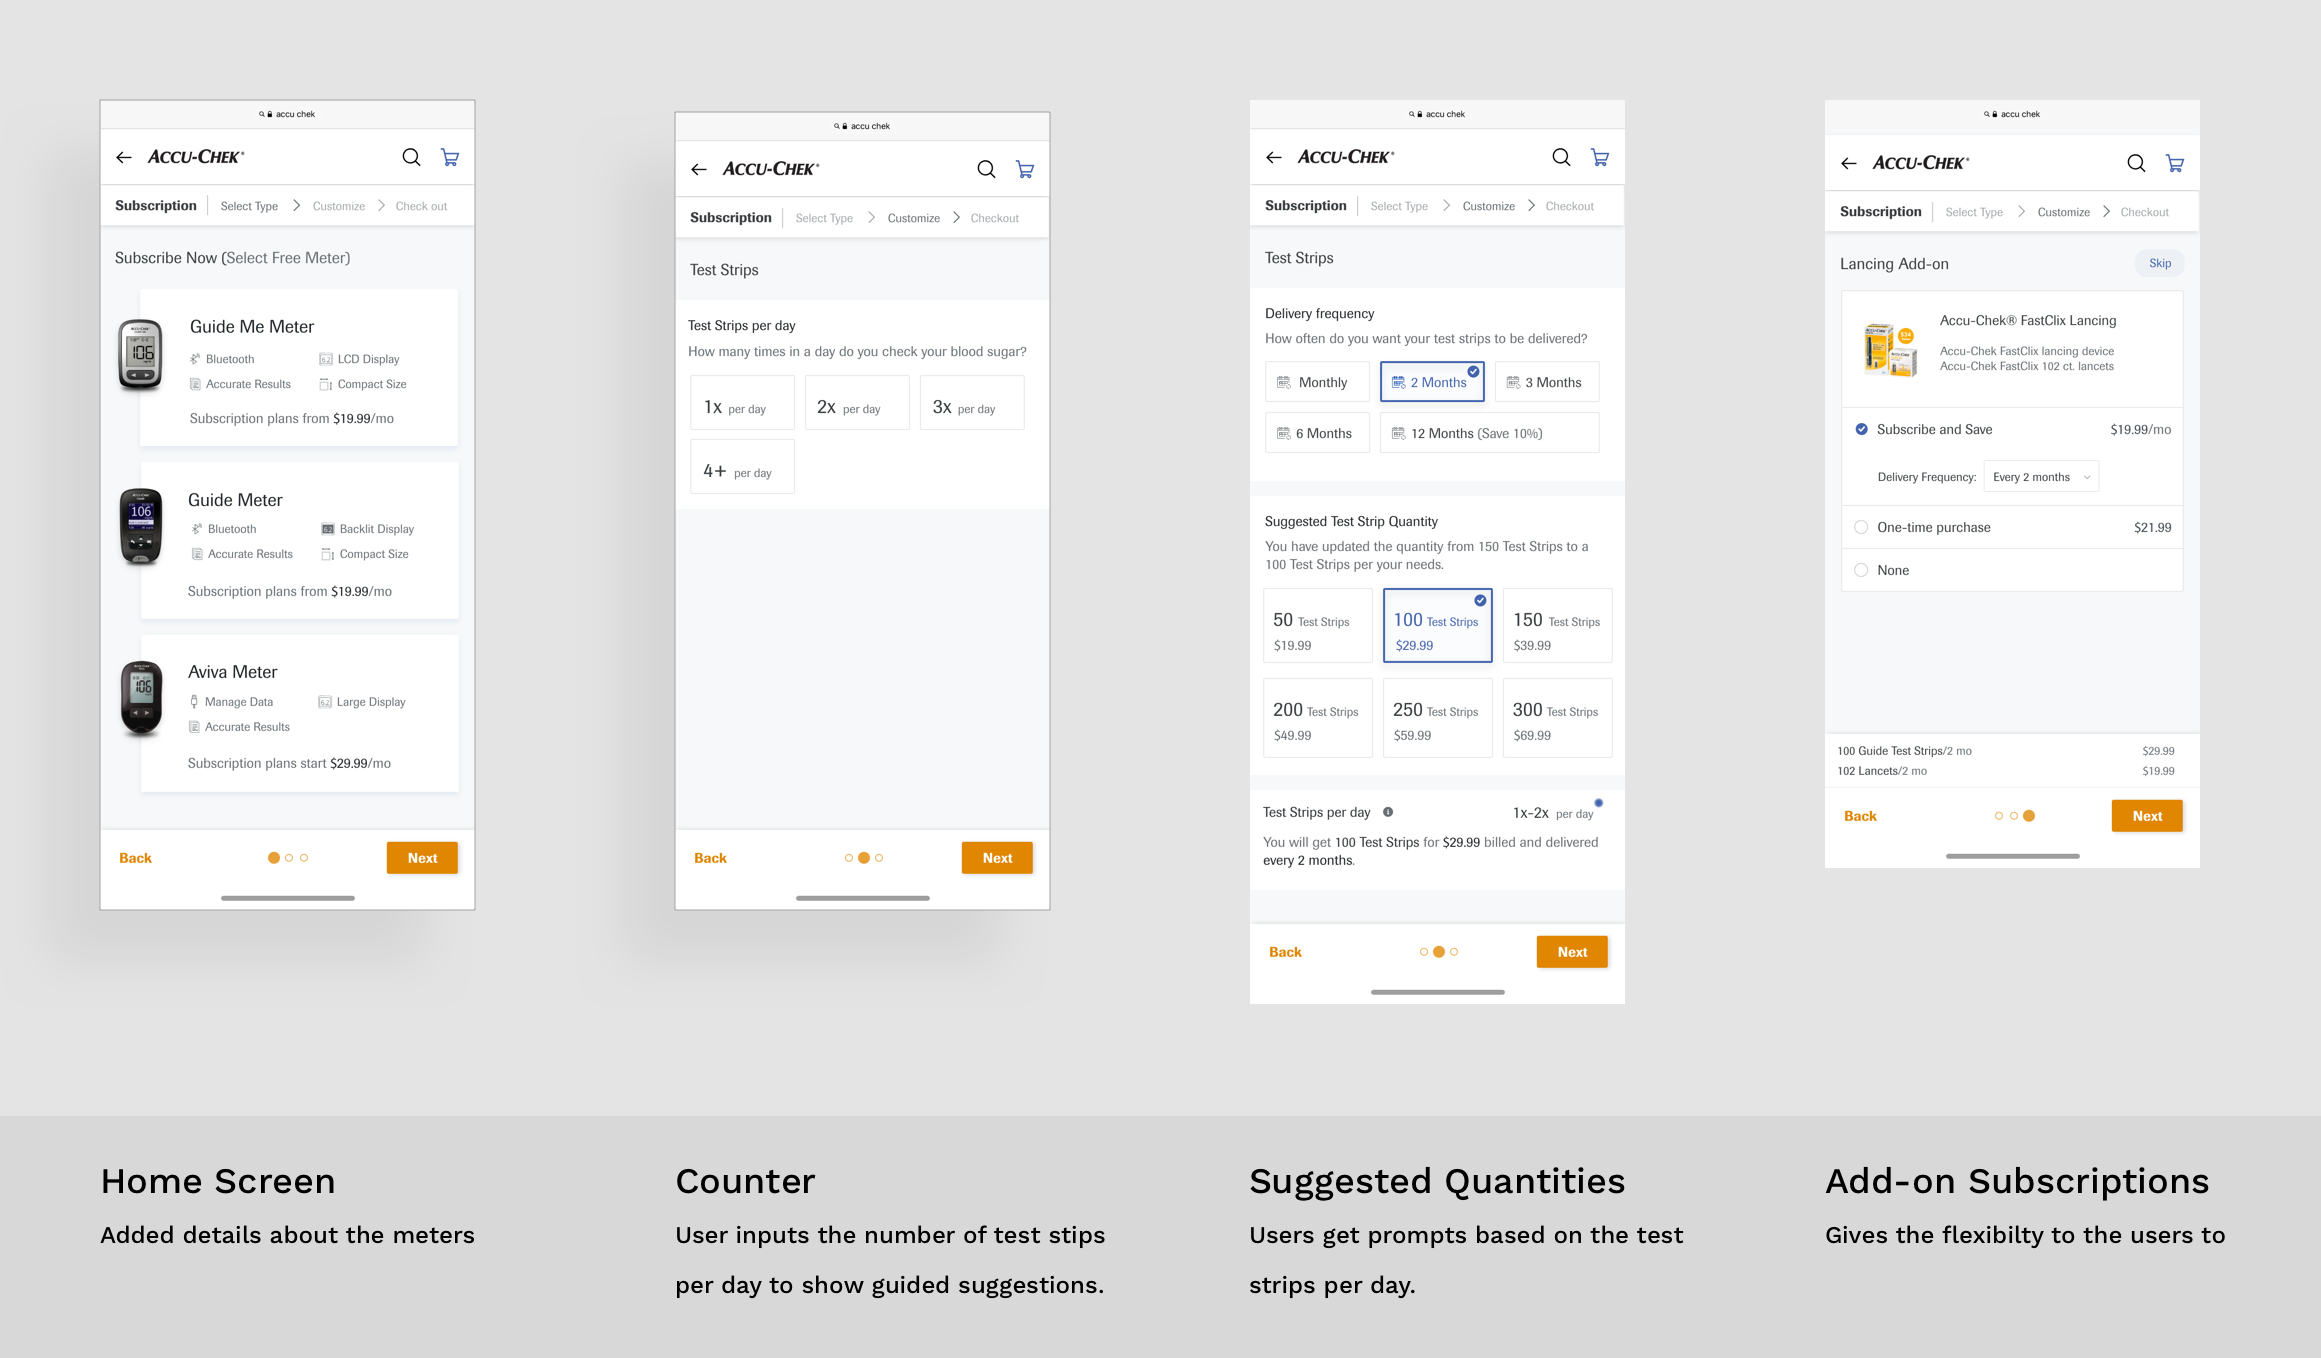 accu chek
ACCU-CHEK®
Subscription Select Type Customize Check out
Subscribe Now (Select Free Meter)
Guide Me Meter
Bluetooth LCD Display
Accurate Results Compact Size
Subscription plans from $19.99/mo
106
Guide Meter
Bluetooth Backlit Display
Accurate Results Compact Size
Subscription plans from $19.99/mo
106
Aviva Meter
Manage Data Large Display
Accurate Results
Subscription plans start $29.99/mo
106
Back Next
accu chek
ACCU-CHEK®
Subscription Select Type Customize Checkout
Test Strips
Test Strips per day
How many times in a day do you check your blood sugar?
1x per day 2x per day 3x per day
4+ per day
Back Next
accu chek
ACCU-CHEK®
Subscription Select Type Customize Checkout
Test Strips
Delivery frequency
How often do you want your test strips to be delivered?
Monthly 2 Months 3 Months
6 Months 12 Months (Save 10%)
Suggested Test Strip Quantity
You have updated the quantity from 150 Test Strips to a
100 Test Strips per your needs.
50 Test Strips 100 Test Strips 150 Test Strips
$19.99 $29.99 $39.99
200 Test Strips 250 Test Strips 300 Test Strips
$49.99 $59.99 $69.99
Test Strips per day 1x-2x per day
You will get 100 Test Strips for $29.99 billed and delivered
every 2 months.
Back Next
accu chek
ACCU-CHEK®
Subscription Select Type Customize Checkout
Lancing Add-on Skip
Accu-Chek® FastClix Lancing
Accu-Chek FastClix lancing device
Accu-Chek FastClix 102 ct. lancets
Subscribe and Save $19.99/mo
Delivery Frequency: Every 2 months
One-time purchase $21.99
None
100 Guide Test Strips/2 mo $29.99
102 Lancets/2 mo $19.99
Back Next
Home Screen
Added details about the meters
Counter
User inputs the number of test stips
per day to show guided suggestions.
Suggested Quantities
Users get prompts based on the test
strips per day.
Add-on Subscriptions
Gives the flexibilty to the users to